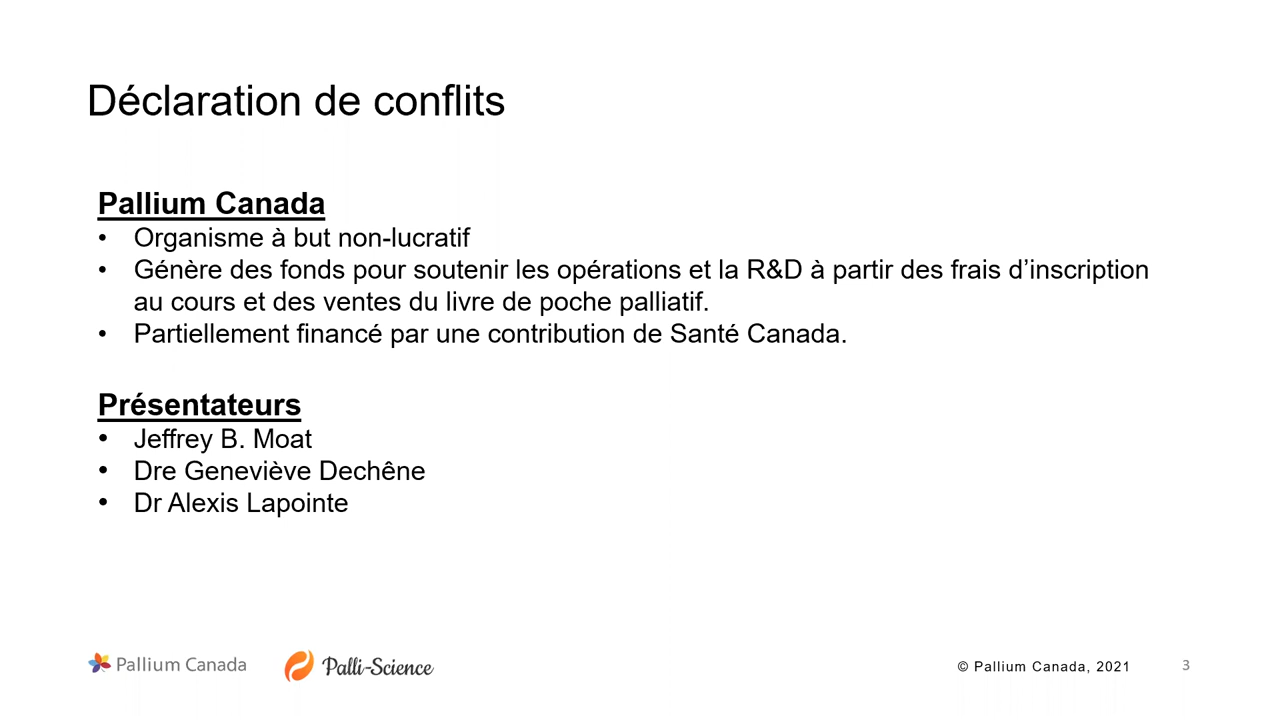 Déclaration de conflits
Pallium Canada
• Organisme à but non-lucratif
• Génère des fonds pour soutenir les opérations et la R&D à partir des frais d’inscription
au cours et des ventes du livre de poche palliatif.
• Partiellement financé par une contribution de Santé Canada.
Présentateurs
• Jeffrey B. Moat
• Dre Geneviève Dechêne
• Dr Alexis Lapointe
Pallium Canada Palli-Science © Pallium Canada, 2021 3